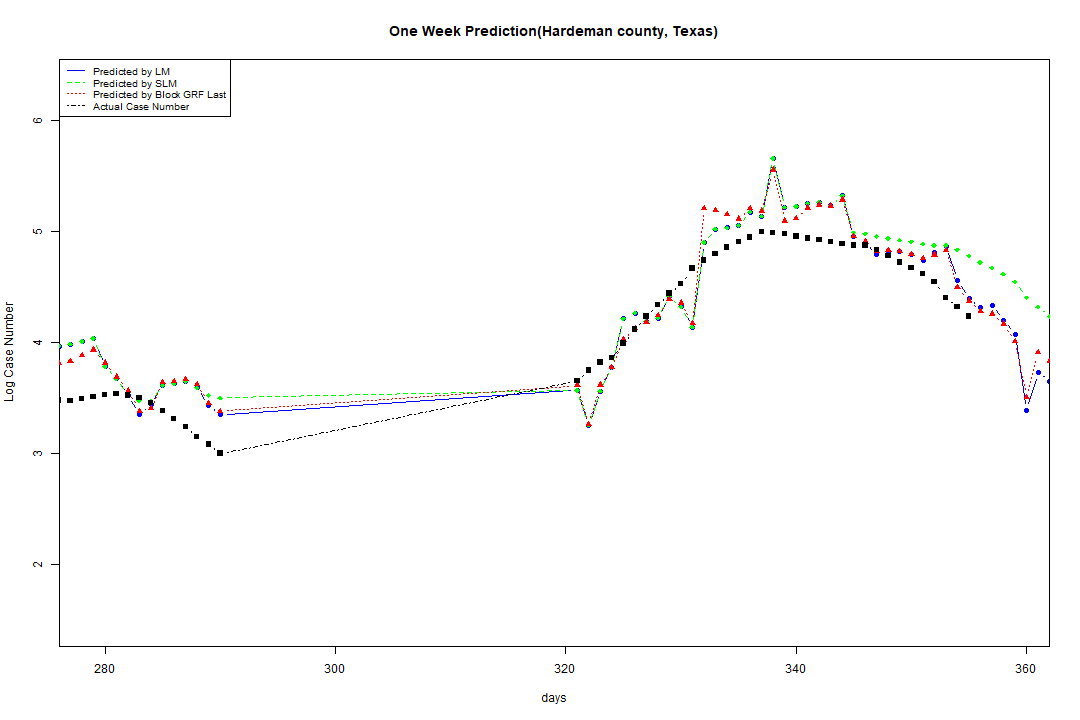 One Week Prediction(Hardeman county, Texas)
Predicted by LM
Predicted by SLM
Predicted by Block GRF Last
Actual Case Number
Log Case Number
6
5
4
3
2
280
300
320
340
360
days